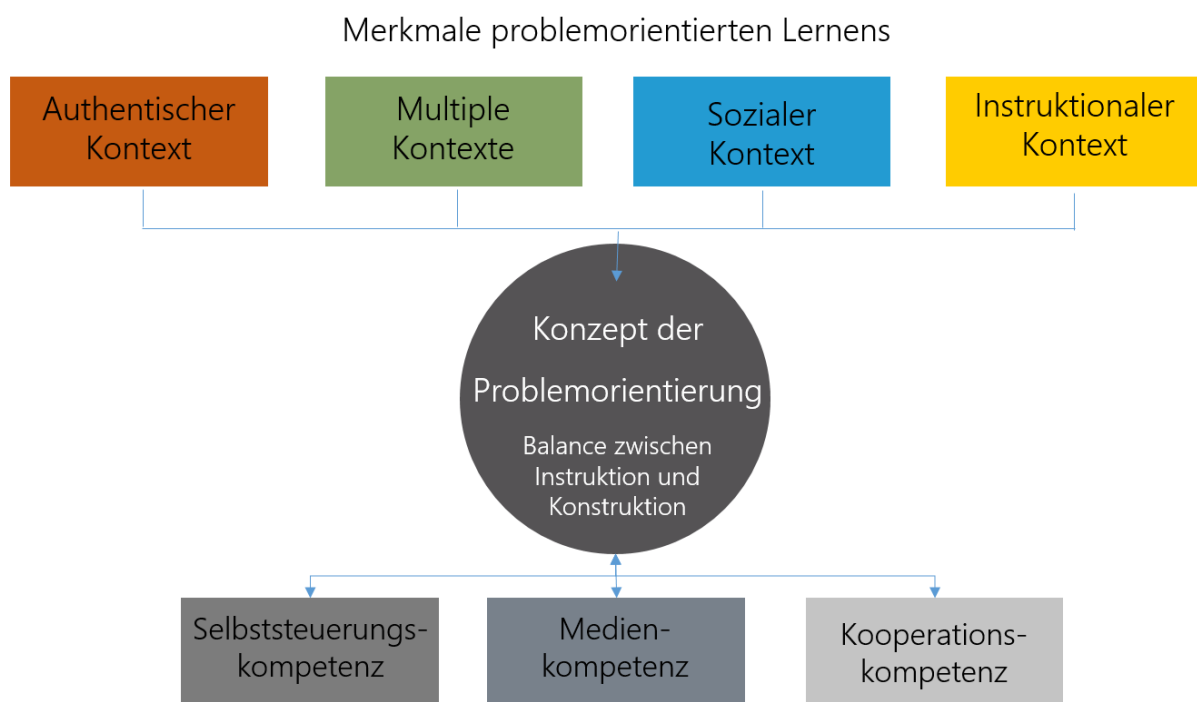 Merkmale problemorientierten Lernens
Authentischer
Kontext
Multiple
Kontexte
Sozialer
Kontext
Instruktionaler
Kontext
Konzept der
Problemorientierung
Balance zwischen
Instruktion und
Konstruktion
Selbststeuerungs-
kompetenz
Medien-
kompetenz
Kooperations-
kompetenz